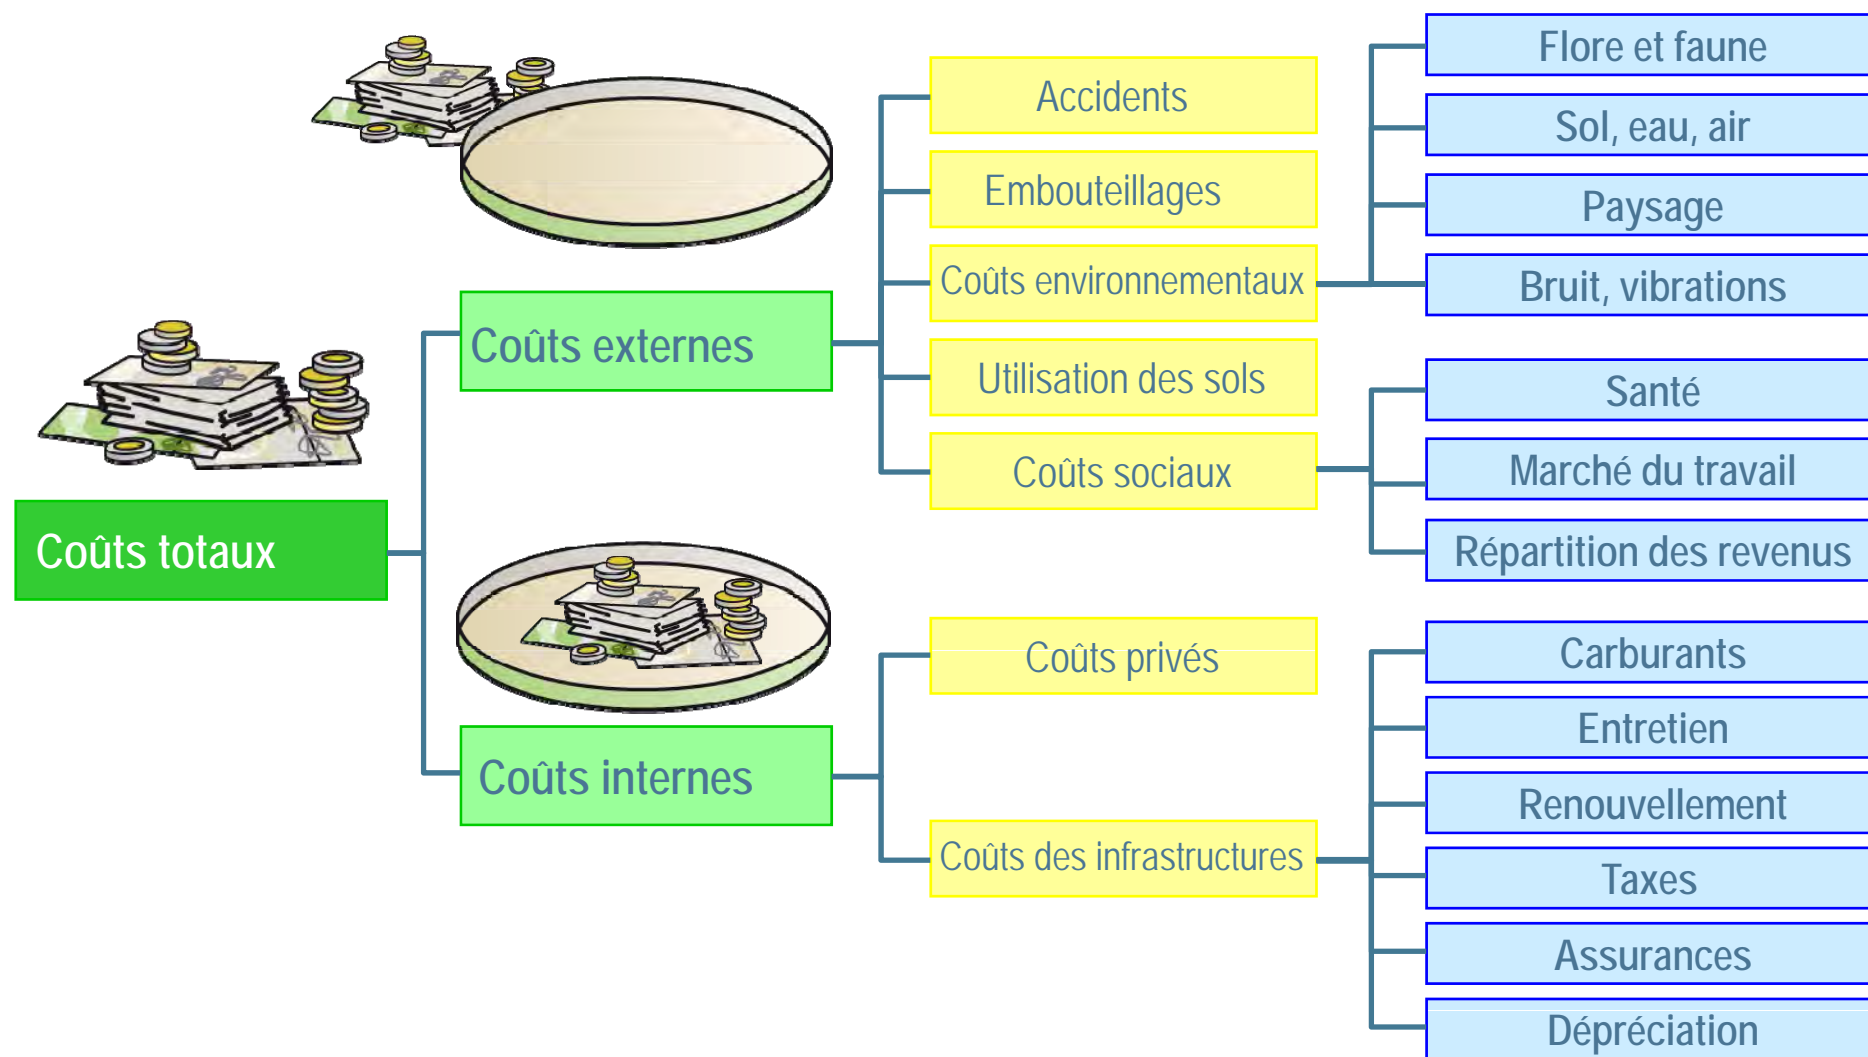 Coûts totaux
Coûts externes
Accidents
Embouteillages
Coûts environnementaux
Flore et faune
Sol, eau, air
Paysage
Bruit, vibrations
Utilisation des sols
Coûts sociaux
Santé
Marché du travail
Répartition des revenus
Coûts internes
Coûts privés
Coûts des infrastructures
Carburants
Entretien
Renouvellement
Taxes
Assurances
Dépréciation